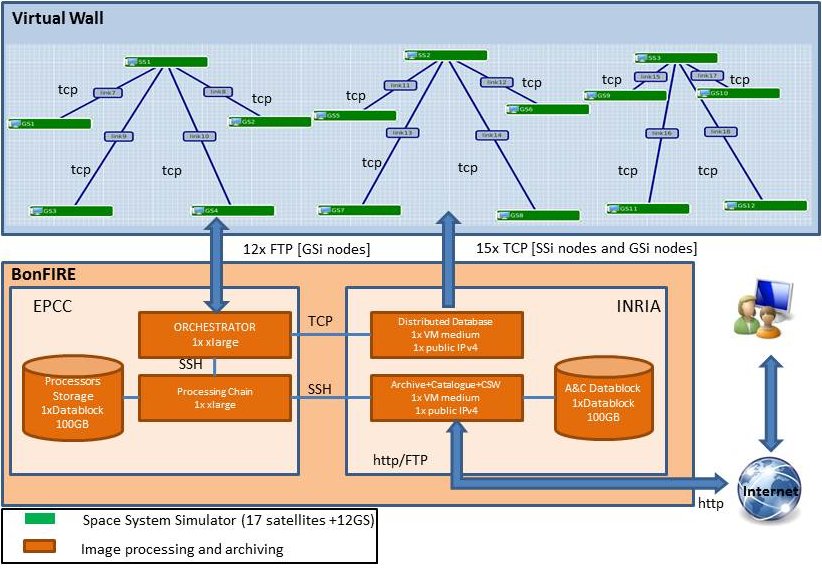 Virtual Wall
SS1
SS2
SS3
tcp
link7
link8
tcp
tcp
link11
link12
tcp
tcp
link15
link17
tcp
GS1
GS2
GS5
GS6
GS9
GS10
link9
link10
link13
link14
link16
link18
tcp
tcp
tcp
tcp
tcp
tcp
GS3
GS4
GS7
GS8
GS11
GS12
12x FTP [GSi nodes]
15x TCP [SSi nodes and GSi nodes]
BonFIRE
EPCC
INRIA
ORCHESTRATOR
1x xlarge
TCP
Distributed Database
1x VM medium
1x public IPv4
SSH
Processors
Storage
1xDatablock
100GB
Processing Chain
1x xlarge
SSH
Archive+Catalogue+CSW
1x VM medium
1x public IPv4
A&C Datablock
1xDatablock
100GB
http/FTP
http
Internet
Space System Simulator (17 satellites +12GS)
Image processing and archiving